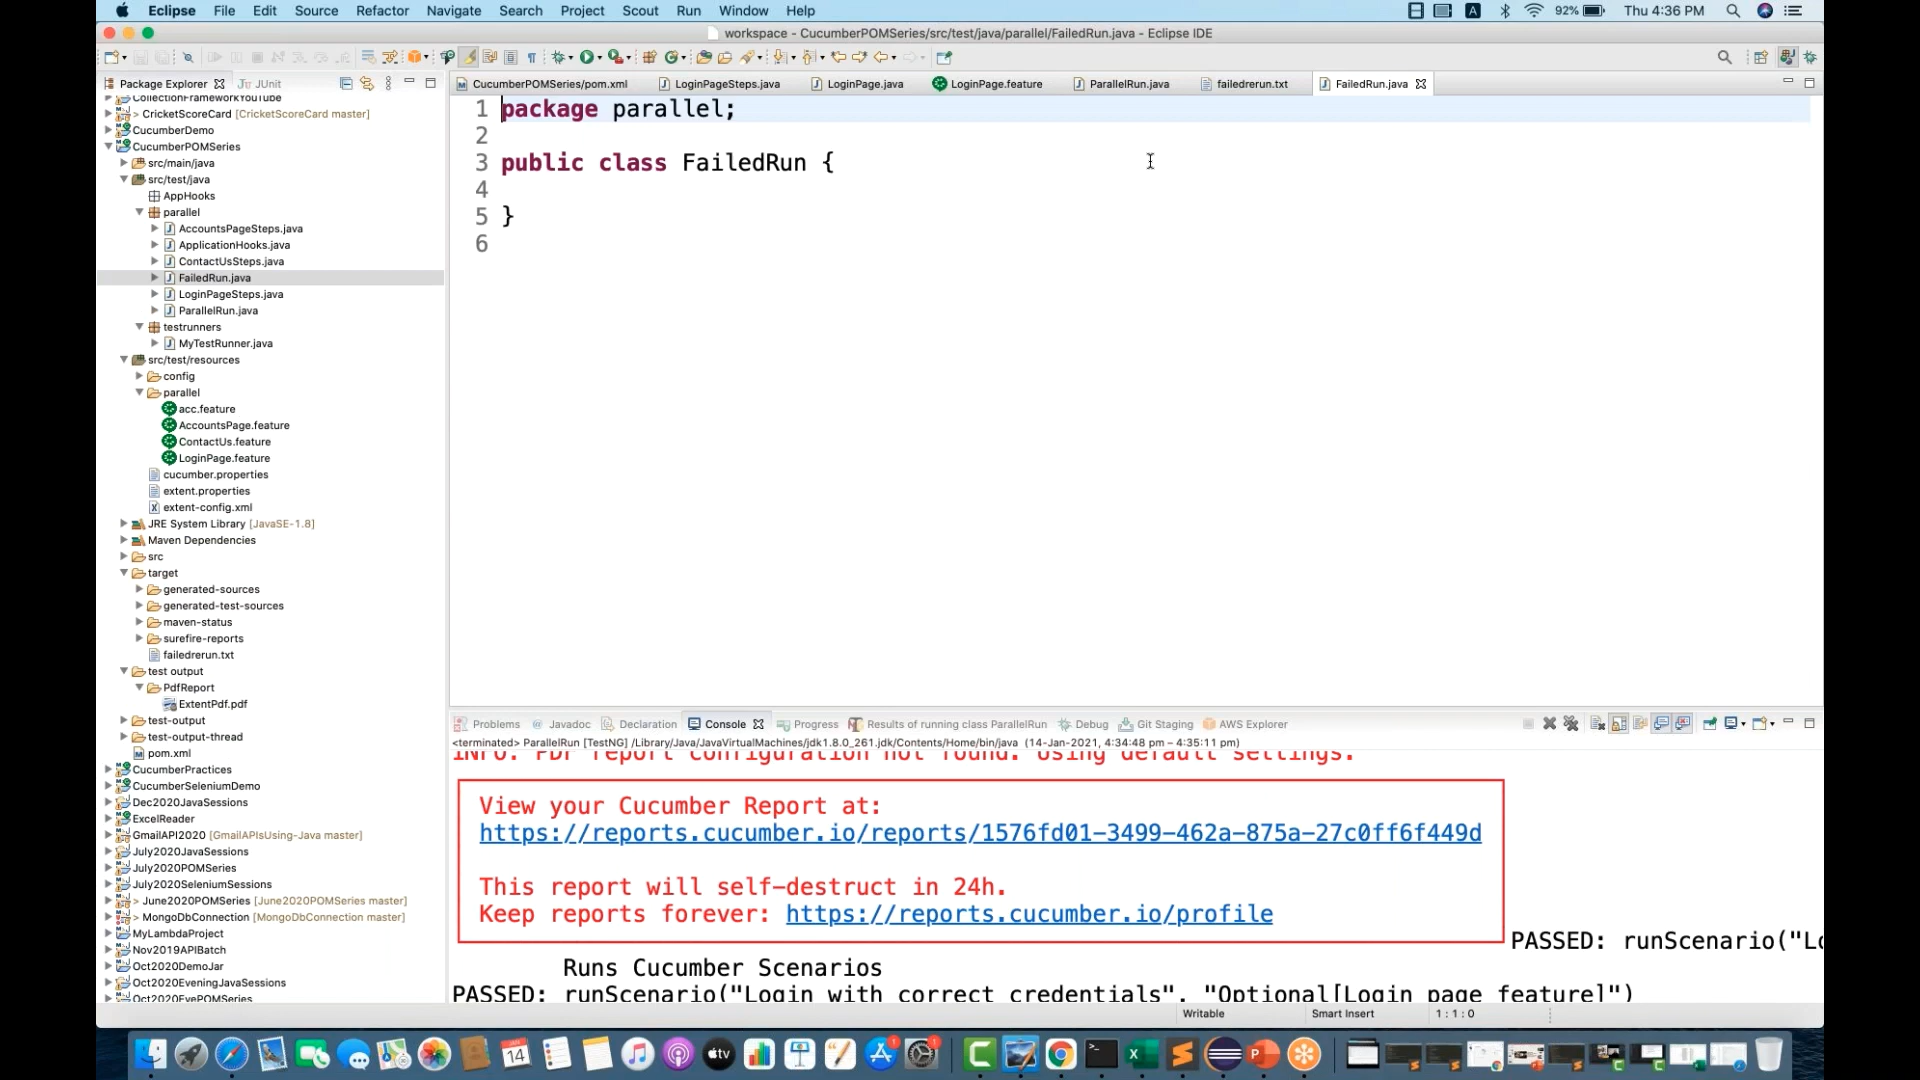 Eclipse File Edit Source Refactor Navigate Search Project Scout Run Window Help
92% Thu 4:36 PM
workspace - CucumberPOMSeries/src/test/java/parallel/FailedRun.java - Eclipse IDE
Package Explorer JUnit
CollectionFrameworkYouTube
> CricketScoreCard [CricketScoreCard master]
CucumberDemo
CucumberPOMSeries
src/main/java
src/test/java
AppHooks
parallel
AccountsPageSteps.java
ApplicationHooks.java
ContactUsSteps.java
FailedRun.java
LoginPageSteps.java
ParallelRun.java
testrunners
MyTestRunner.java
src/test/resources
config
parallel
acc.feature
AccountsPage.feature
ContactUs.feature
LoginPage.feature
cucumber.properties
extent.properties
extent-config.xml
JRE System Library [JavaSE-1.8]
Maven Dependencies
src
target
generated-sources
generated-test-sources
maven-status
surefire-reports
failedrerun.txt
test output
PdfReport
ExtentPdf.pdf
test-output
test-output-thread
pom.xml
CucumberPractices
CucumberSeleniumDemo
Dec2020JavaSessions
ExcelReader
GmailAPI2020 [GmailAPIsUsing-Java master]
July2020JavaSessions
July2020POMSeries
July2020SeleniumSessions
> June2020POMSeries [June2020POMSeries master]
> MongoDbConnection [MongoDbConnection master]
MyLambdaProject
Nov2019APIBatch
Oct2020DemoJar
Oct2020EveningJavaSessions
Oct2020EvePOMSeries
CucumberPOMSeries/pom.xml LoginPageSteps.java LoginPage.java LoginPage.feature ParallelRun.java failedrerun.txt FailedRun.java
1 package parallel;
2
3 public class FailedRun {
4
5 }
6
Problems Javadoc Declaration Console Progress Results of running class ParallelRun Debug Git Staging AWS Explorer
<terminated> ParallelRun [TestNG] /Library/Java/JavaVirtualMachines/jdk1.8.0_261.jdk/Contents/Home/bin/java (14-Jan-2021, 4:34:48 pm – 4:35:11 pm)
INFO: PDF report configuration not found. Using default settings.
View your Cucumber Report at:
https://reports.cucumber.io/reports/1576fd01-3499-462a-875a-27c0ff6f449d
This report will self-destruct in 24h.
Keep reports forever: https://reports.cucumber.io/profile
PASSED: runScenario("Lo
Runs Cucumber Scenarios
PASSED: runScenario("Login with correct credentials", "Optional[Login page feature]")
Writable Smart Insert 1 : 1 : 0